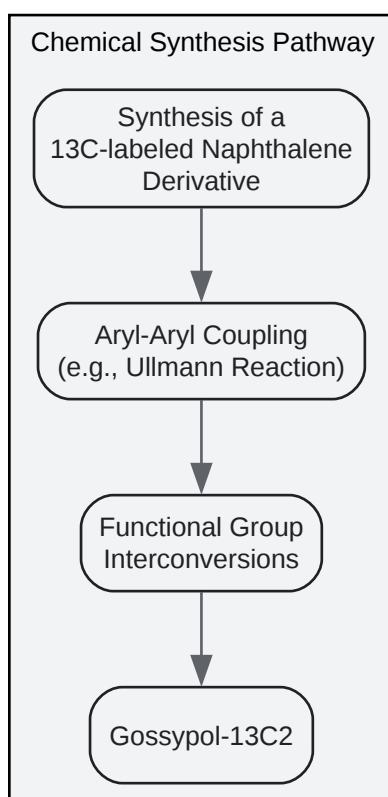 Chemical Synthesis Pathway
Synthesis of a
13C-labeled Naphthalene
Derivative
Aryl-Aryl Coupling
(e.g., Ullmann Reaction)
Functional Group
Interconversions
Gossypol-13C2